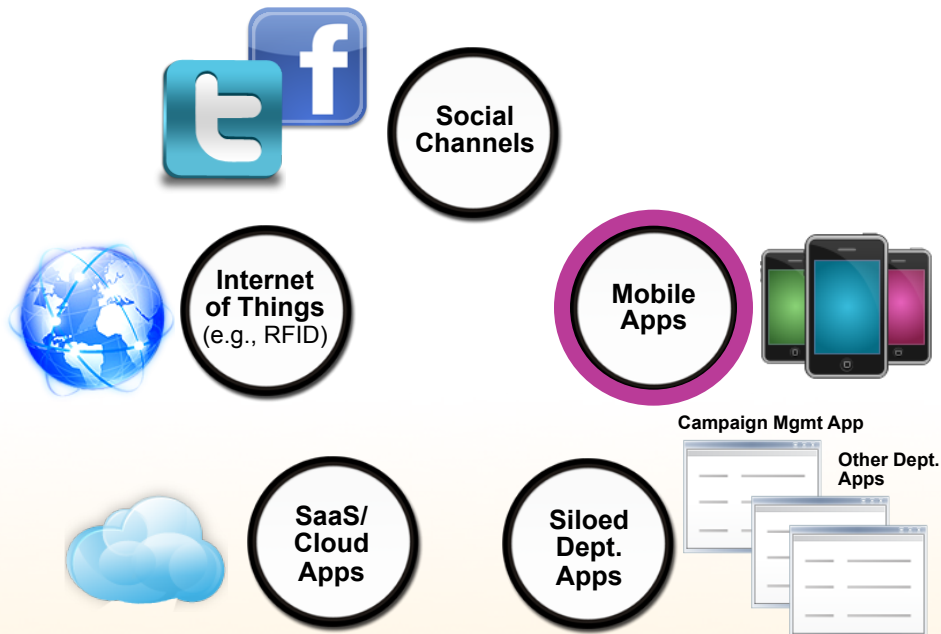 f
t
Social
Channels
Internet
of Things
(e.g., RFID)
Mobile
Apps
Campaign Mgmt App
Other Dept.
Apps
SaaS/
Cloud
Apps
Siloed
Dept.
Apps